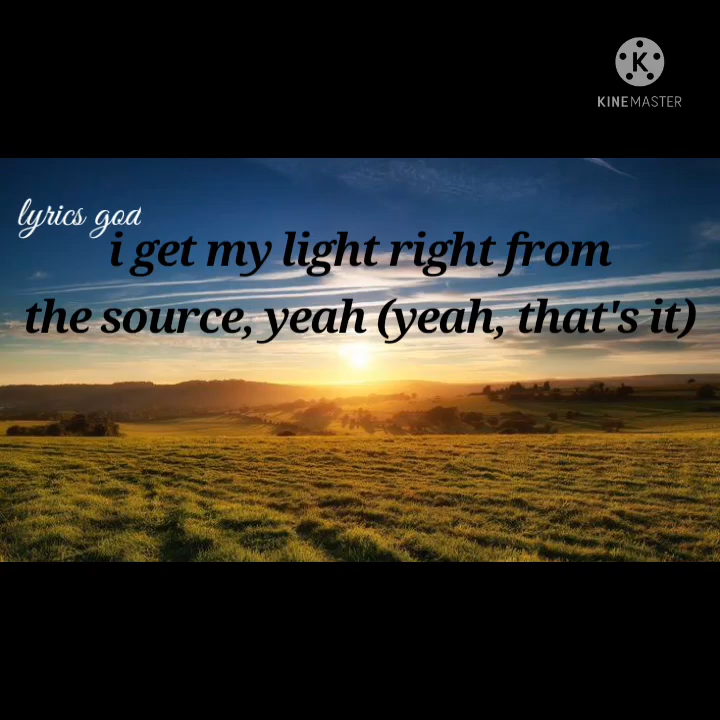 K
KINEMASTER
lyrics god
i get my light right from
the source, yeah (yeah, that's it)